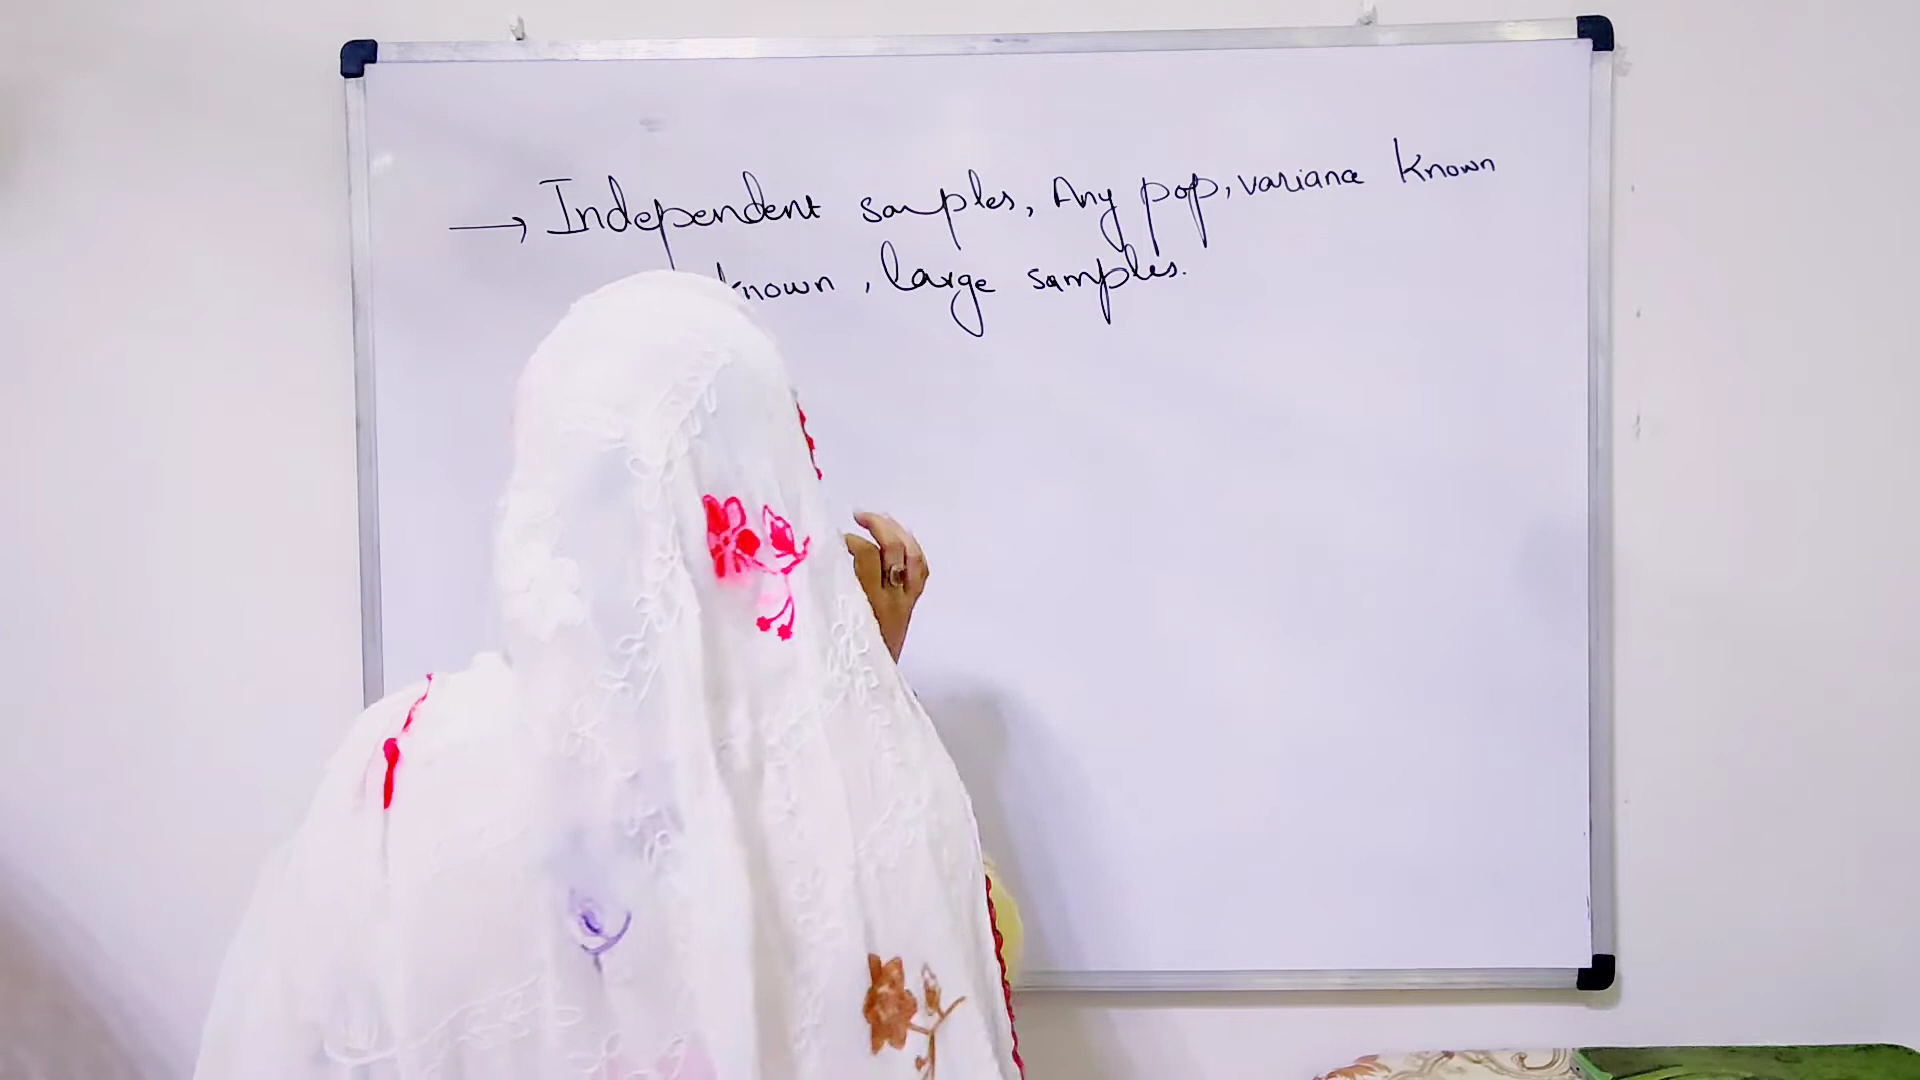 → Independent samples, Any pop, variance known
known, large samples.